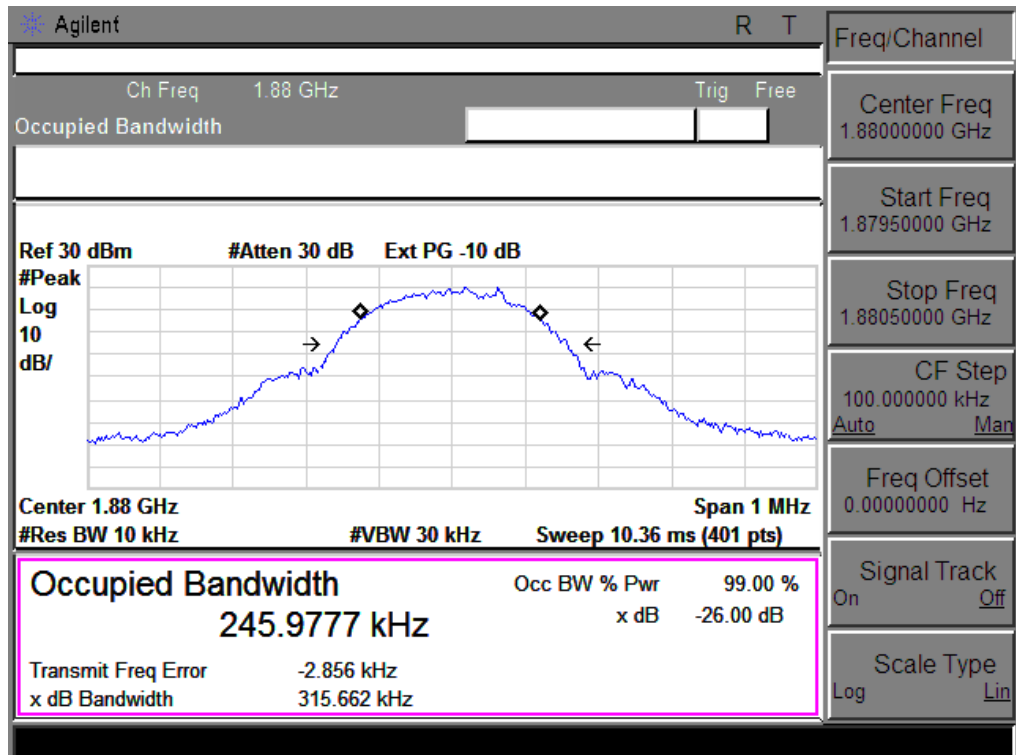 Agilent R T
Ch Freq 1.88 GHz Trig Free
Occupied Bandwidth
Ref 30 dBm #Atten 30 dB Ext PG -10 dB
#Peak
Log
10
dB/
Center 1.88 GHz Span 1 MHz
#Res BW 10 kHz #VBW 30 kHz Sweep 10.36 ms (401 pts)
Occupied Bandwidth Occ BW % Pwr 99.00 %
245.9777 kHz x dB -26.00 dB
Transmit Freq Error -2.856 kHz
x dB Bandwidth 315.662 kHz
Freq/Channel
Center Freq
1.88000000 GHz
Start Freq
1.87950000 GHz
Stop Freq
1.88050000 GHz
CF Step
100.000000 kHz
Auto Man
Freq Offset
0.00000000 Hz
Signal Track
On Off
Scale Type
Log Lin